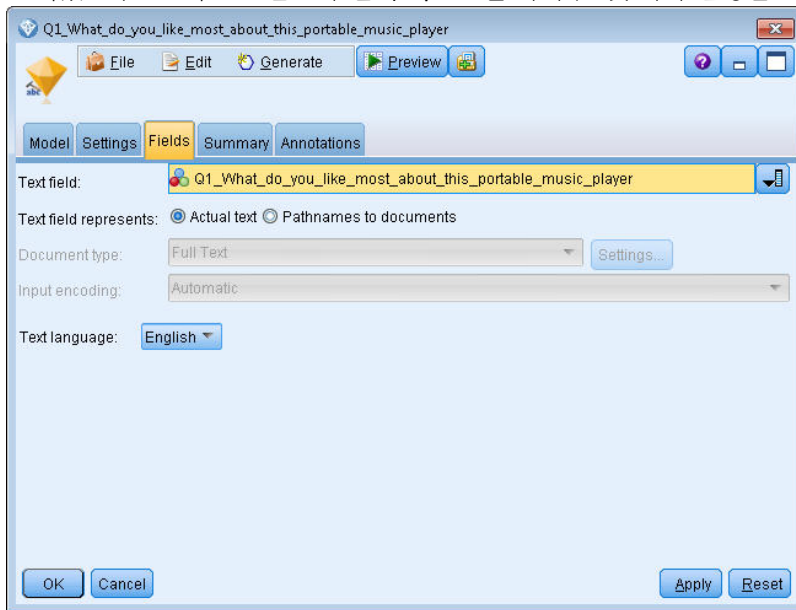 Q1_What_do_you_like_most_about_this_portable_music_player
File Edit Generate Preview
abc
Model Settings Fields Summary Annotations
Text field: Q1_What_do_you_like_most_about_this_portable_music_player
Text field represents: Actual text Pathnames to documents
Document type: Full Text Settings...
Input encoding: Automatic
Text language: English
OK Cancel Apply Reset